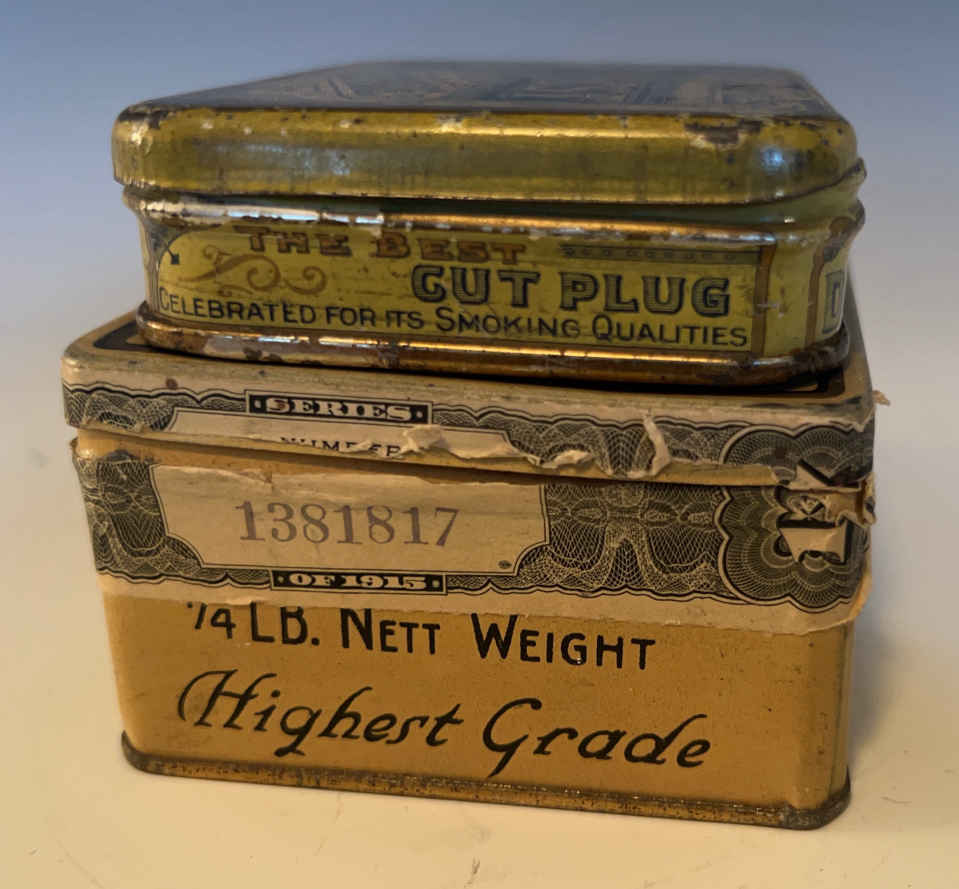 THE BEST
CUT PLUG
CELEBRATED FOR ITS SMOKING QUALITIES
SERIES
NUMBER
1381817
OF 1915
1/4 LB. NETT WEIGHT
Highest Grade